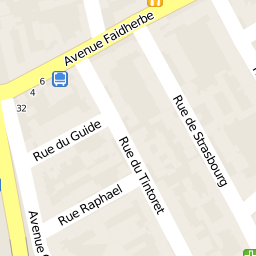 Avenue Faidherbe
6
4
32
Rue du Guide
Rue de Strasbourg
Rue du Tintoret
Rue Raphael
Avenue